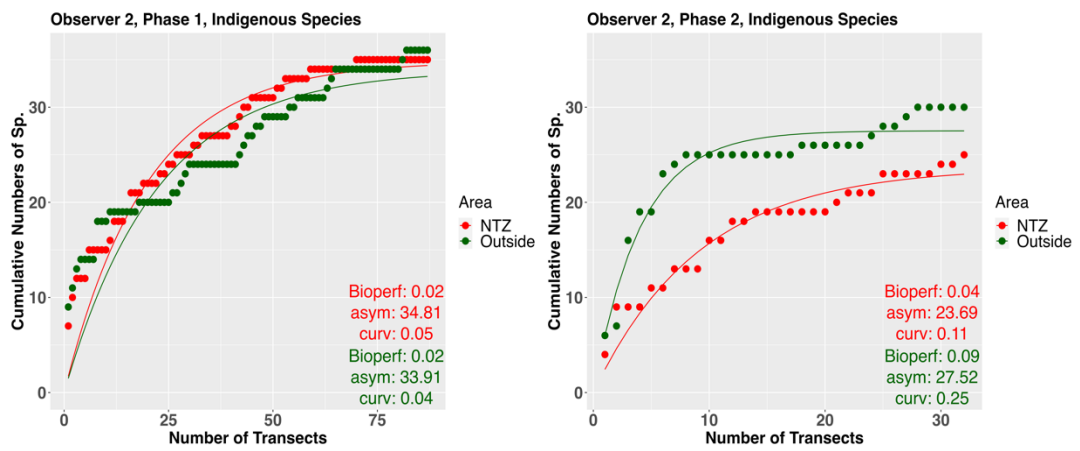 Observer 2, Phase 1, Indigenous Species
Cumulative Numbers of Sp.
30
20
10
0
0
25
50
75
Number of Transects
Bioperf: 0.02
asym: 34.81
curv: 0.05
Bioperf: 0.02
asym: 33.91
curv: 0.04
Area
NTZ
Outside
Observer 2, Phase 2, Indigenous Species
Cumulative Numbers of Sp.
30
20
10
0
0
10
20
30
Number of Transects
Bioperf: 0.04
asym: 23.69
curv: 0.11
Bioperf: 0.09
asym: 27.52
curv: 0.25
Area
NTZ
Outside